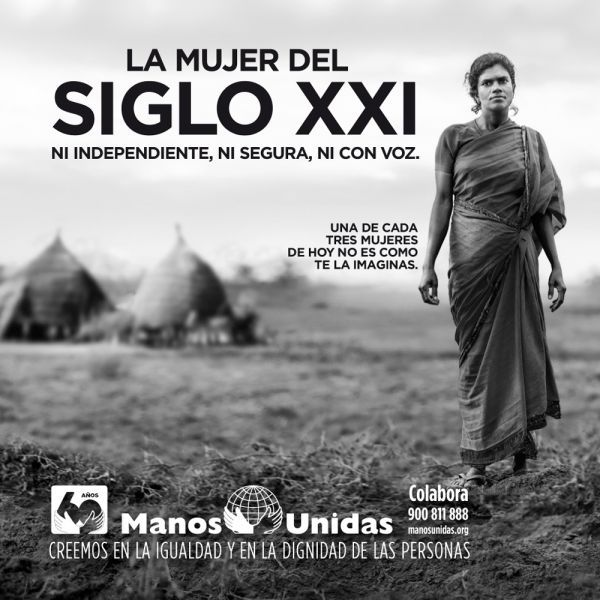 LA MUJER DEL
SIGLO XXI
NI INDEPENDIENTE, NI SEGURA, NI CON VOZ.
UNA DE CADA
TRES MUJERES
DE HOY NO ES COMO
TE LA IMAGINAS.
60 AÑOS
Manos Unidas
Colabora
900 811 888
manosunidas.org
CREEMOS EN LA IGUALDAD Y EN LA DIGNIDAD DE LAS PERSONAS